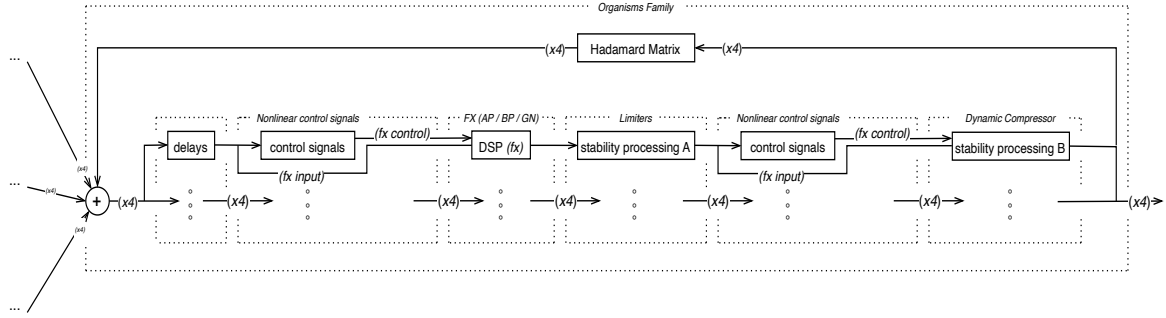 Organisms Family
(x4) Hadamard Matrix (x4)
...
Nonlinear control signals FX (AP / BP / GN) Limiters Nonlinear control signals Dynamic Compressor
delays control signals (fx control) DSP (fx) stability processing A control signals (fx control) stability processing B
(fx input) (fx input)
(x4)
... (x4)
+ (x4) (x4) (x4) (x4) (x4) (x4) (x4)
(x4)
...